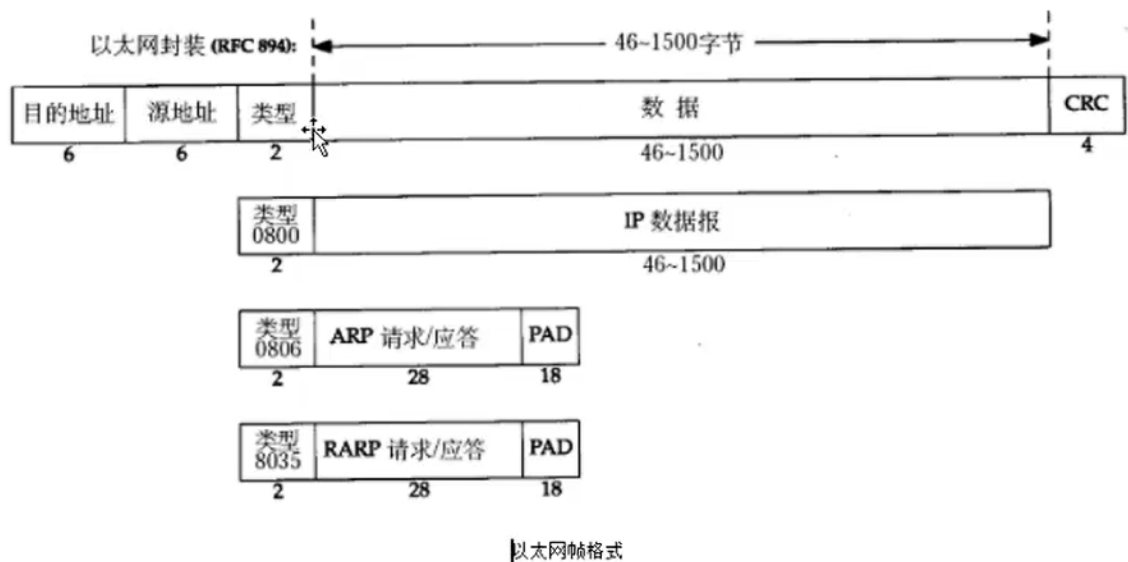 以太网封装 (RFC 894): 46~1500字节
目的地址 源地址 类型 数 据 CRC
6 6 2 46~1500 4
类型 0800 IP 数据报
2 46~1500
类型 0806 ARP 请求/应答 PAD
2 28 18
类型 8035 RARP 请求/应答 PAD
2 28 18
以太网帧格式